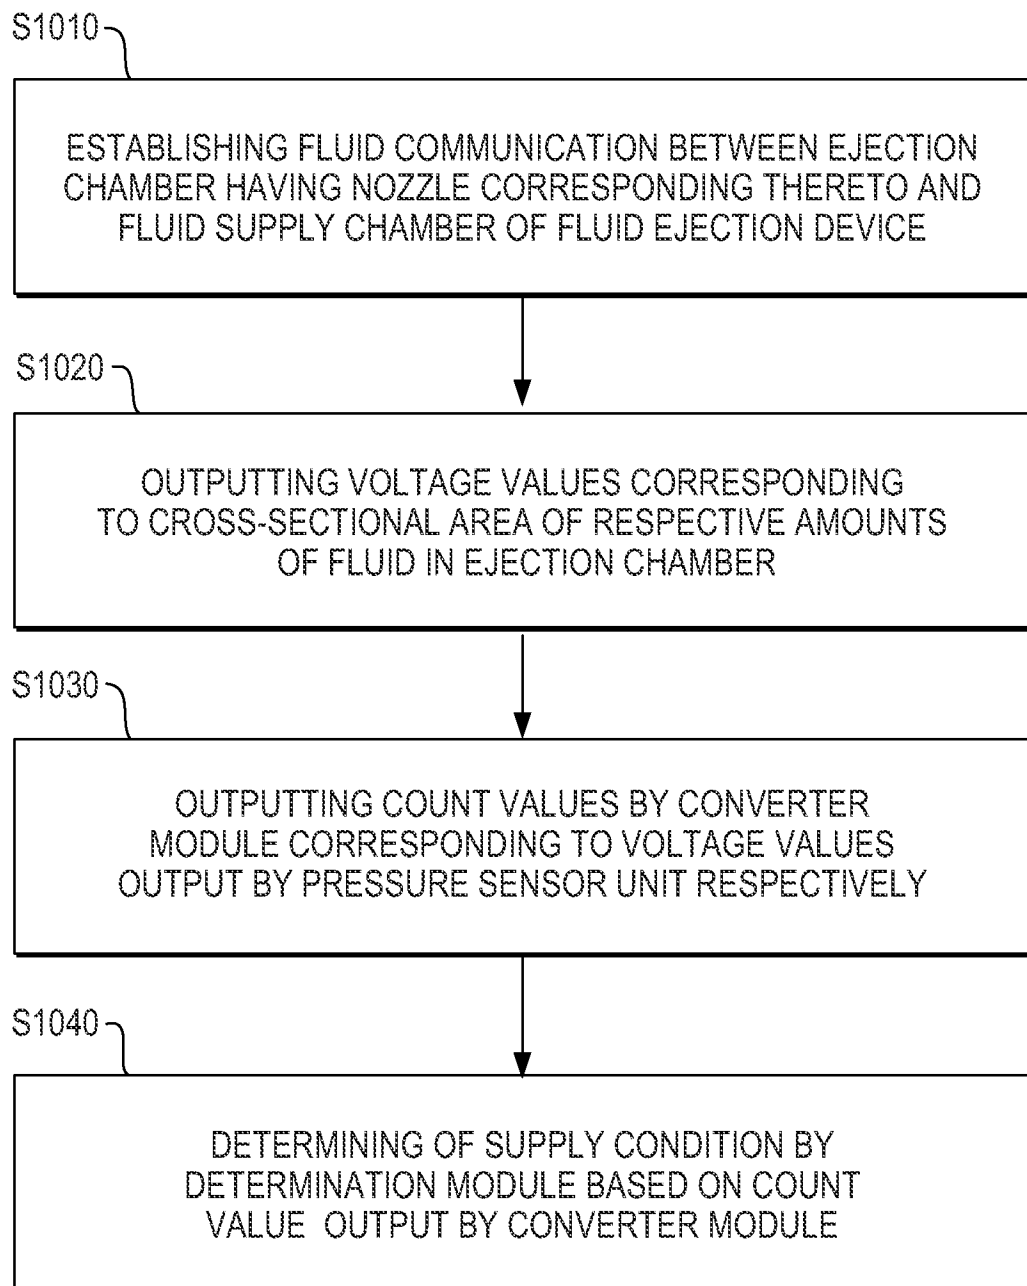 S1010
ESTABLISHING FLUID COMMUNICATION BETWEEN EJECTION
CHAMBER HAVING NOZZLE CORRESPONDING THERETO AND
FLUID SUPPLY CHAMBER OF FLUID EJECTION DEVICE
S1020
OUTPUTTING VOLTAGE VALUES CORRESPONDING
TO CROSS-SECTIONAL AREA OF RESPECTIVE AMOUNTS
OF FLUID IN EJECTION CHAMBER
S1030
OUTPUTTING COUNT VALUES BY CONVERTER
MODULE CORRESPONDING TO VOLTAGE VALUES
OUTPUT BY PRESSURE SENSOR UNIT RESPECTIVELY
S1040
DETERMINING OF SUPPLY CONDITION BY
DETERMINATION MODULE BASED ON COUNT
VALUE OUTPUT BY CONVERTER MODULE